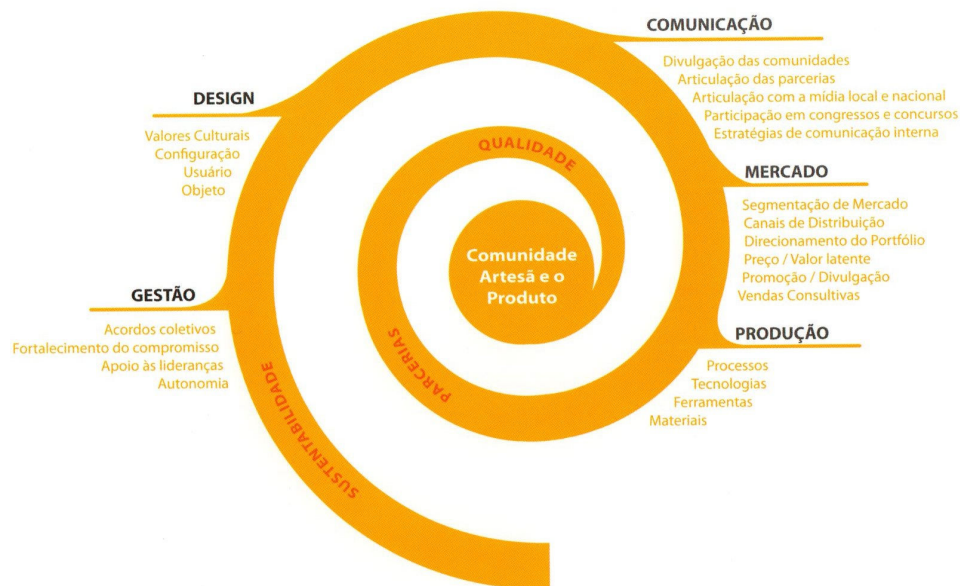 COMUNICAÇÃO
Divulgação das comunidades
Articulação das parcerias
Articulação com a mídia local e nacional
Participação em congressos e concursos
Estratégias de comunicação interna
DESIGN
Valores Culturais
Configuração
Usuário
Objeto
QUALIDADE
MERCADO
Segmentação de Mercado
Canais de Distribuição
Direcionamento do Portfólio
Preço / Valor latente
Promoção / Divulgação
Vendas Consultivas
Comunidade
Artesã e o
Produto
GESTÃO
Acordos coletivos
Fortalecimento do compromisso
Apoio às lideranças
Autonomia
PARCERIAS
PRODUÇÃO
Processos
Tecnologias
Ferramentas
Materiais
SUSTENTABILIDADE